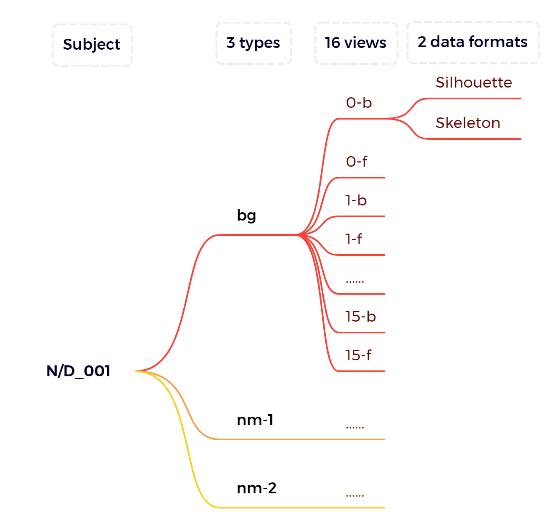 Subject
3 types
16 views
2 data formats
Silhouette
0-b
Skeleton
0-f
1-b
bg
1-f
......
15-b
15-f
N/D_001
nm-1
......
nm-2
......